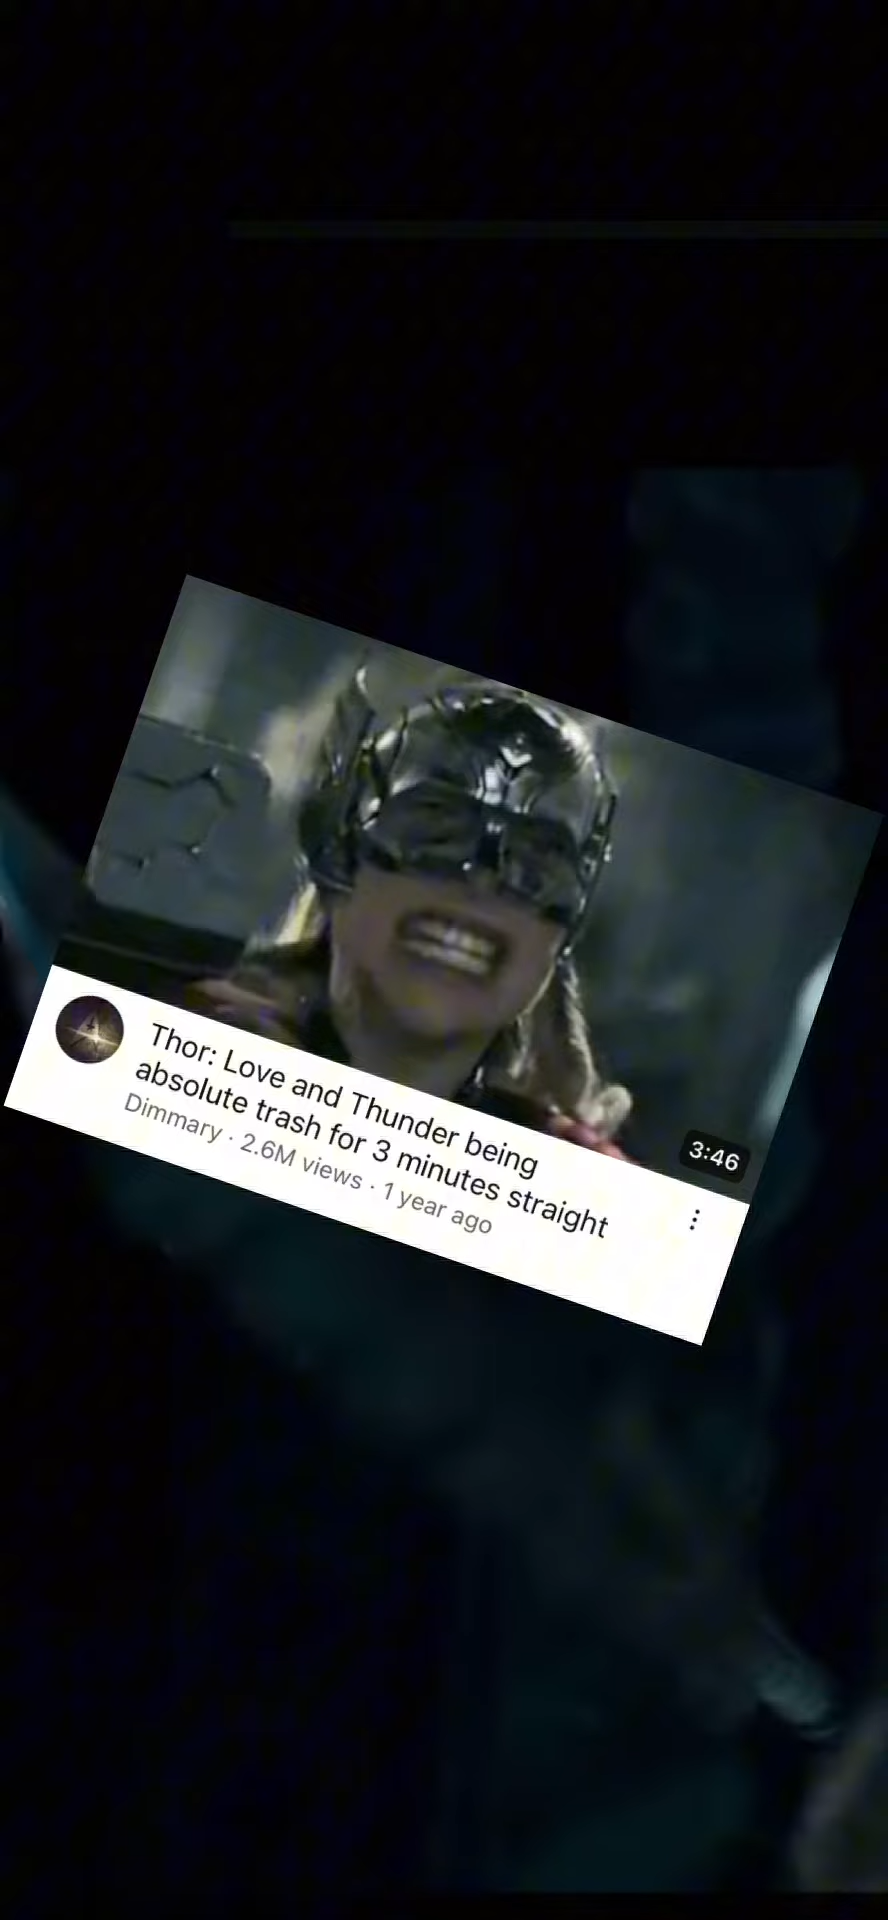 3:46
Thor: Love and Thunder being
absolute trash for 3 minutes straight
Dimmary · 2.6M views · 1 year ago